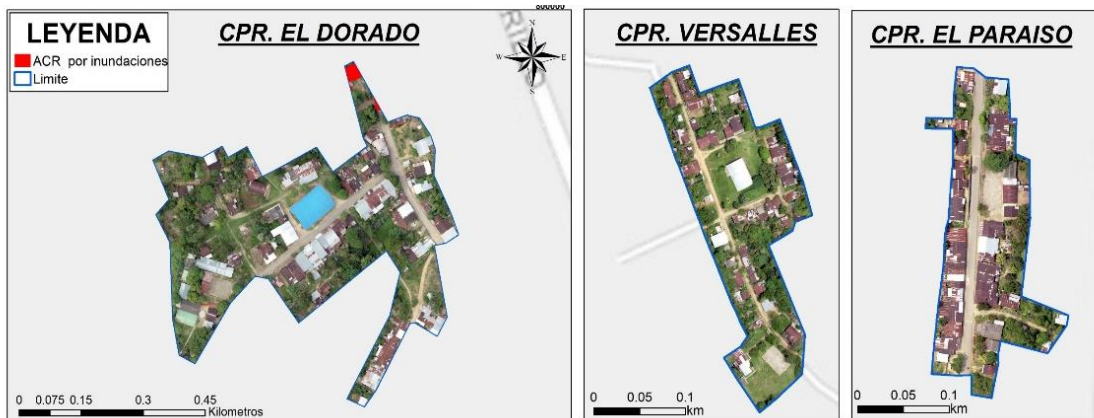 LEYENDA
ACR por inundaciones
Limite
CPR. EL DORADO
N
W E
S
0 0.075 0.15 0.3 0.45
Kilometros
CPR. VERSALLES
0 0.05 0.1
km
CPR. EL PARAISO
0 0.05 0.1
km